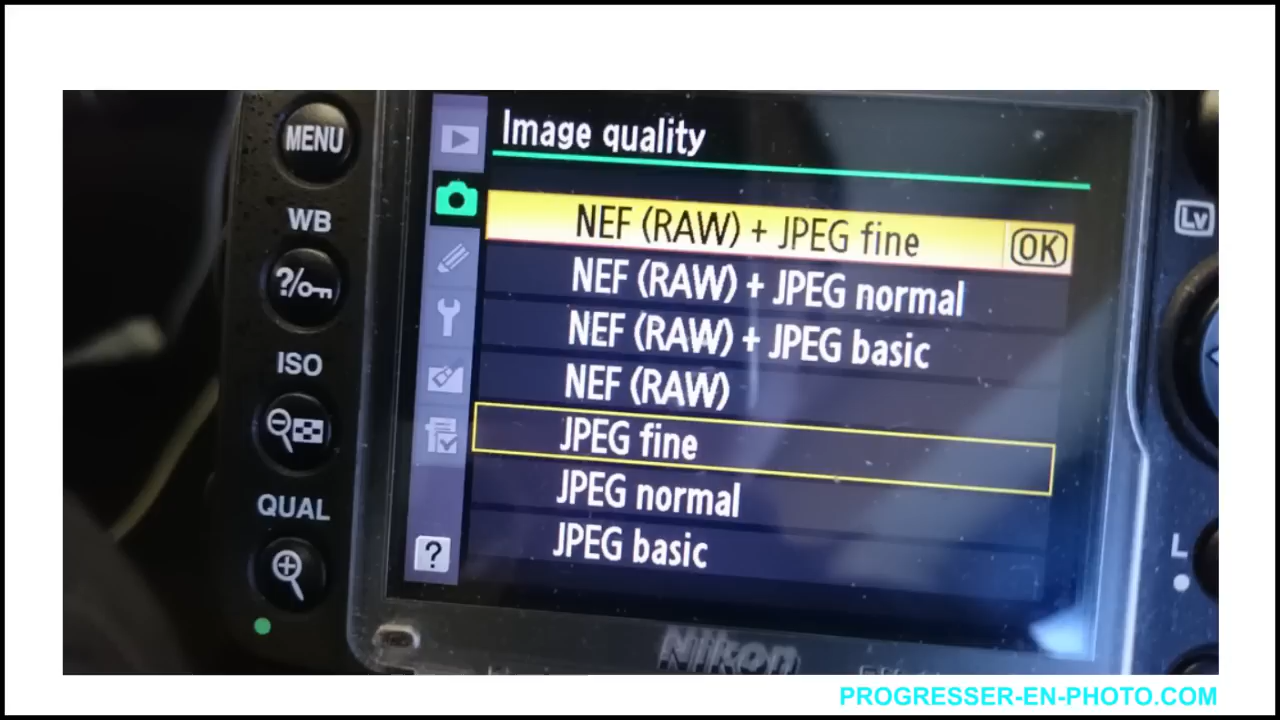 MENU
WB
ISO
QUAL
Image quality
NEF (RAW) + JPEG fine
OK
NEF (RAW) + JPEG normal
NEF (RAW) + JPEG basic
NEF (RAW)
JPEG fine
JPEG normal
JPEG basic
?
Lv
L
Nikon
PROGRESSER-EN-PHOTO.COM